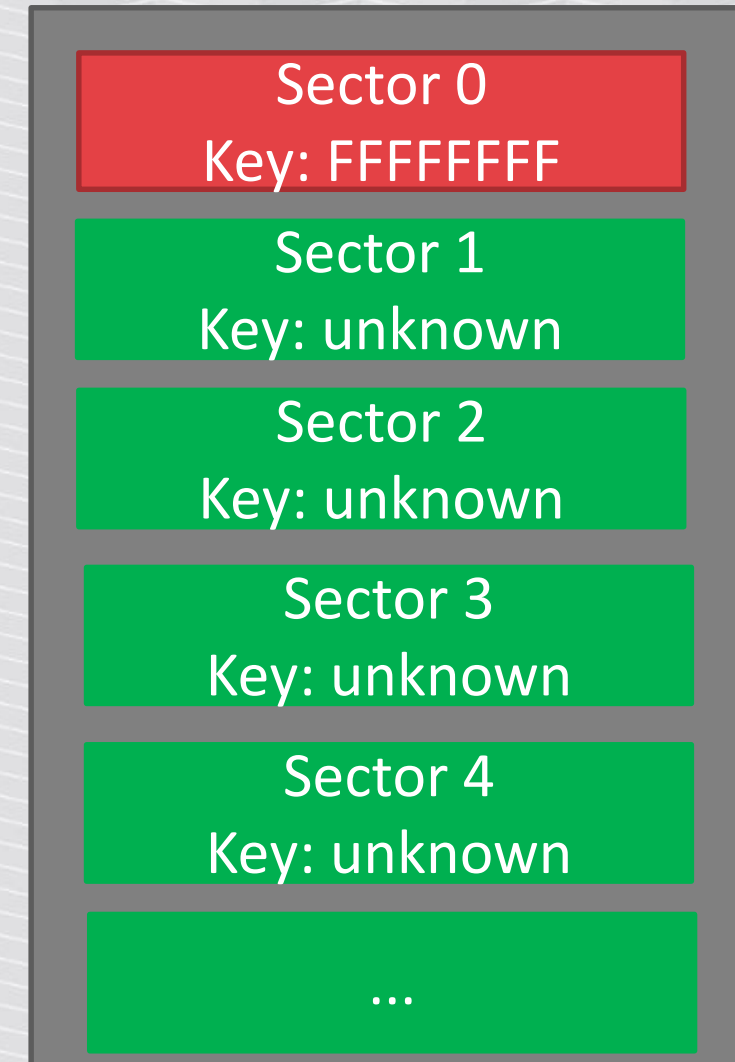 Sector 0
Key: FFFFFFFF
Sector 1
Key: unknown
Sector 2
Key: unknown
Sector 3
Key: unknown
Sector 4
Key: unknown
...